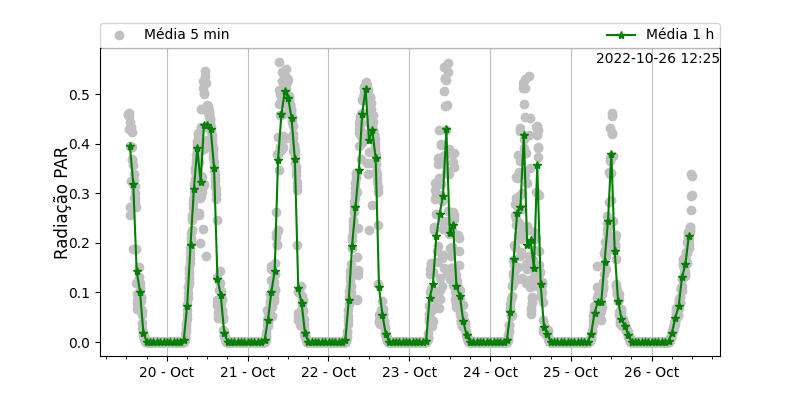 Média 5 min
Média 1 h
2022-10-26 12:25
Radiação PAR
0.5
0.4
0.3
0.2
0.1
0.0
20 - Oct
21 - Oct
22 - Oct
23 - Oct
24 - Oct
25 - Oct
26 - Oct